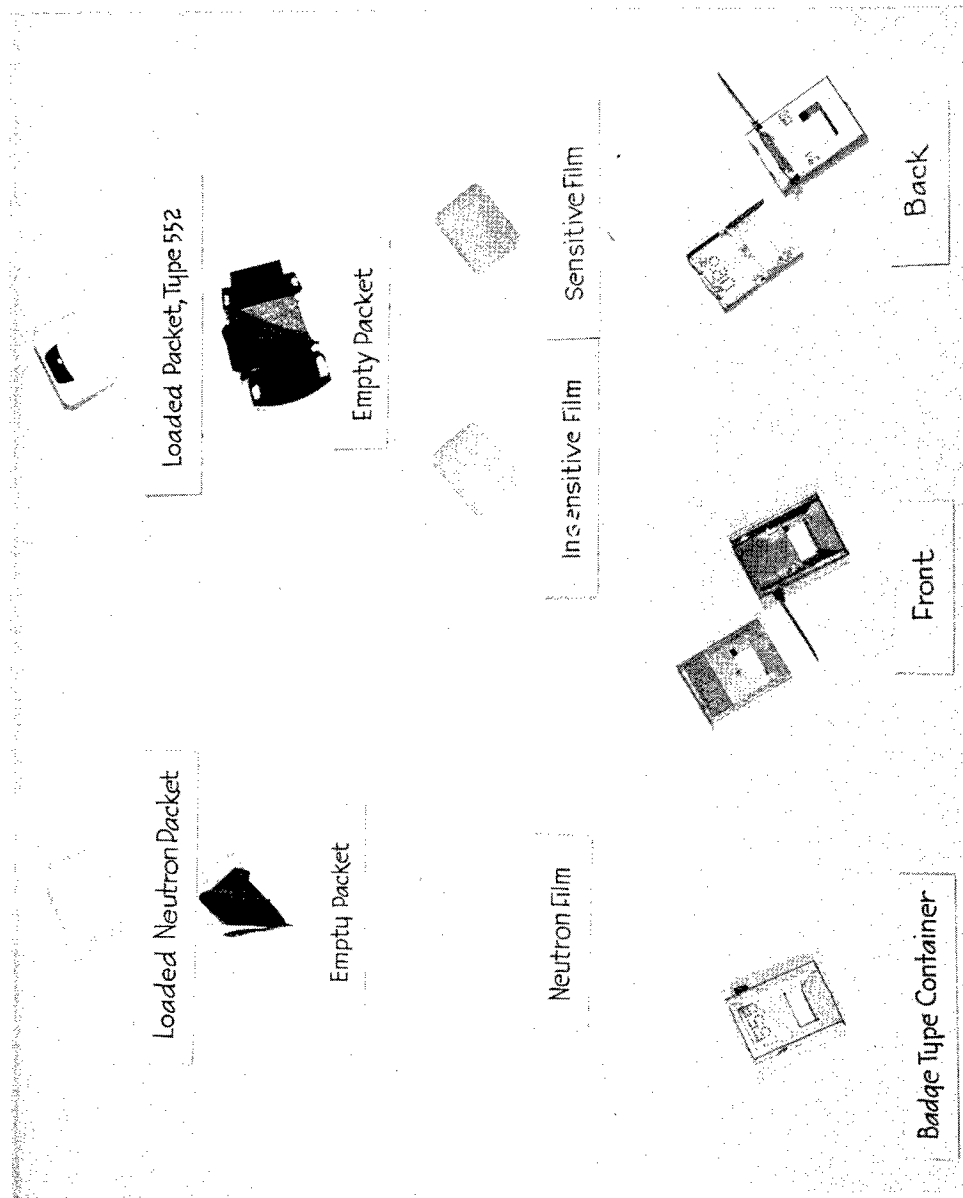 Loaded Neutron Packet
Loaded Packet, Type 552
Empty Packet
Empty Packet
Neutron Film
Insensitive Film
Sensitive Film
Badge Type Container
Front
Back